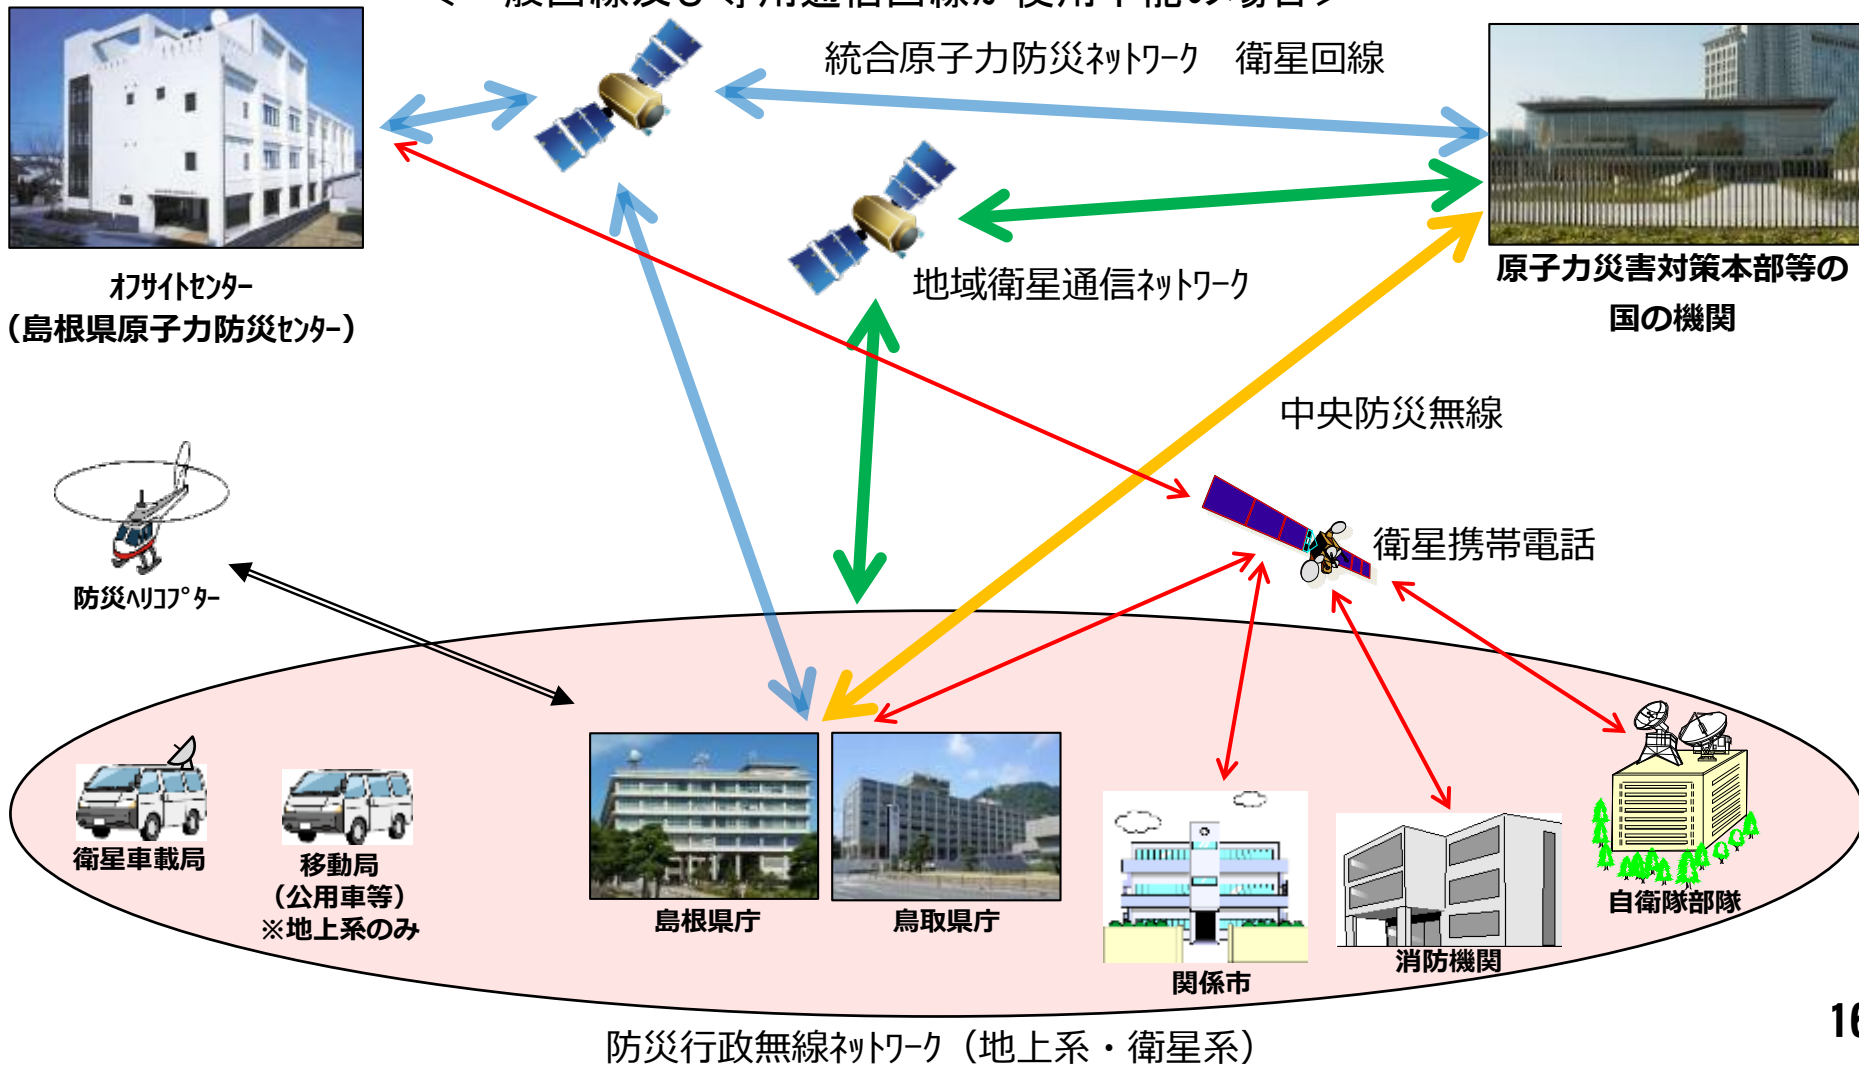 統合原子力防災ﾈｯﾄﾜｰｸ　衛星回線
ｵﾌｻｲﾄｾﾝﾀｰ
（島根県原子力防災ｾﾝﾀｰ）
地域衛星通信ﾈｯﾄﾜｰｸ
原子力災害対策本部等の
国の機関
中央防災無線
衛星携帯電話
防災ﾍﾘｺﾌﾟﾀｰ
衛星車載局
移動局
（公用車等）
※地上系のみ
島根県庁
鳥取県庁
関係市
消防機関
自衛隊部隊
防災行政無線ﾈｯﾄﾜｰｸ（地上系・衛星系）
16